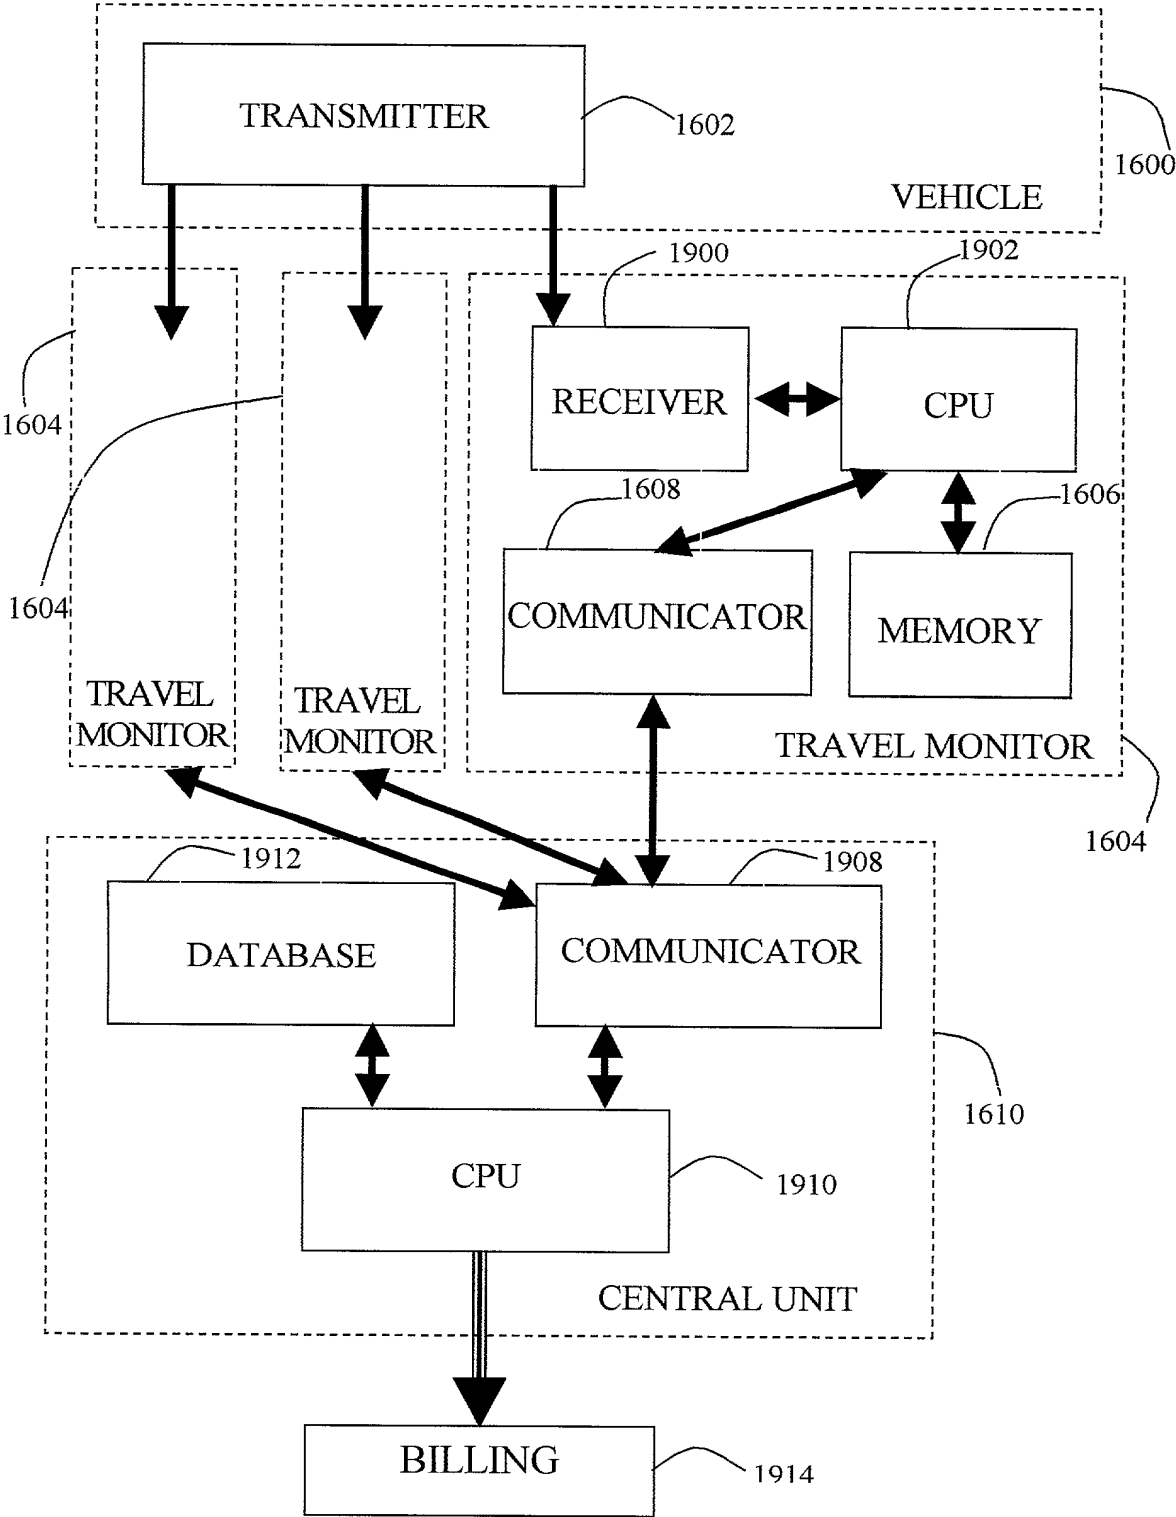 TRANSMITTER
1602
1600
VEHICLE
1900
1902
1604
RECEIVER
CPU
1608
1606
1604
COMMUNICATOR
MEMORY
TRAVEL
MONITOR
TRAVEL
MONITOR
TRAVEL MONITOR
1604
1912
1908
DATABASE
COMMUNICATOR
1610
CPU
1910
CENTRAL UNIT
BILLING
1914